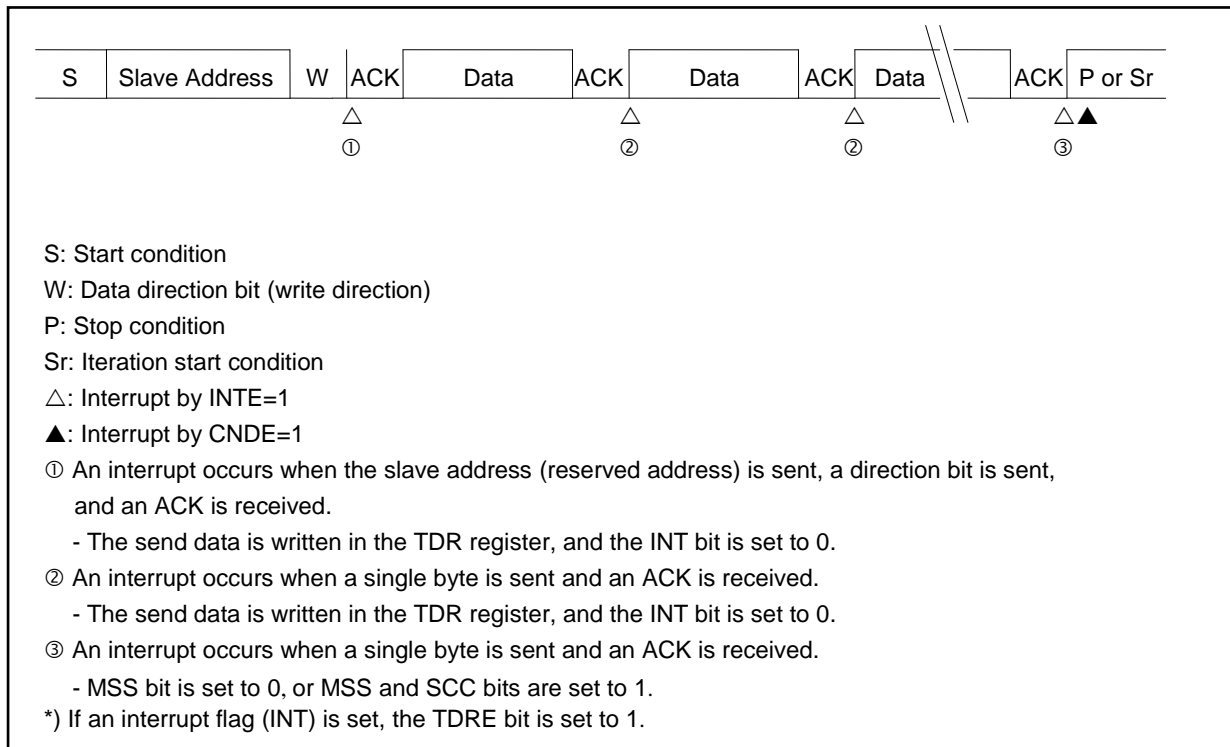 S Slave Address W ACK Data ACK Data ACK Data ACK P or Sr
△ △ △ △▲
① ② ② ③
S: Start condition
W: Data direction bit (write direction)
P: Stop condition
Sr: Iteration start condition
△: Interrupt by INTE=1
▲: Interrupt by CNDE=1
① An interrupt occurs when the slave address (reserved address) is sent, a direction bit is sent,
and an ACK is received.
- The send data is written in the TDR register, and the INT bit is set to 0.
② An interrupt occurs when a single byte is sent and an ACK is received.
- The send data is written in the TDR register, and the INT bit is set to 0.
③ An interrupt occurs when a single byte is sent and an ACK is received.
- MSS bit is set to 0, or MSS and SCC bits are set to 1.
*) If an interrupt flag (INT) is set, the TDRE bit is set to 1.